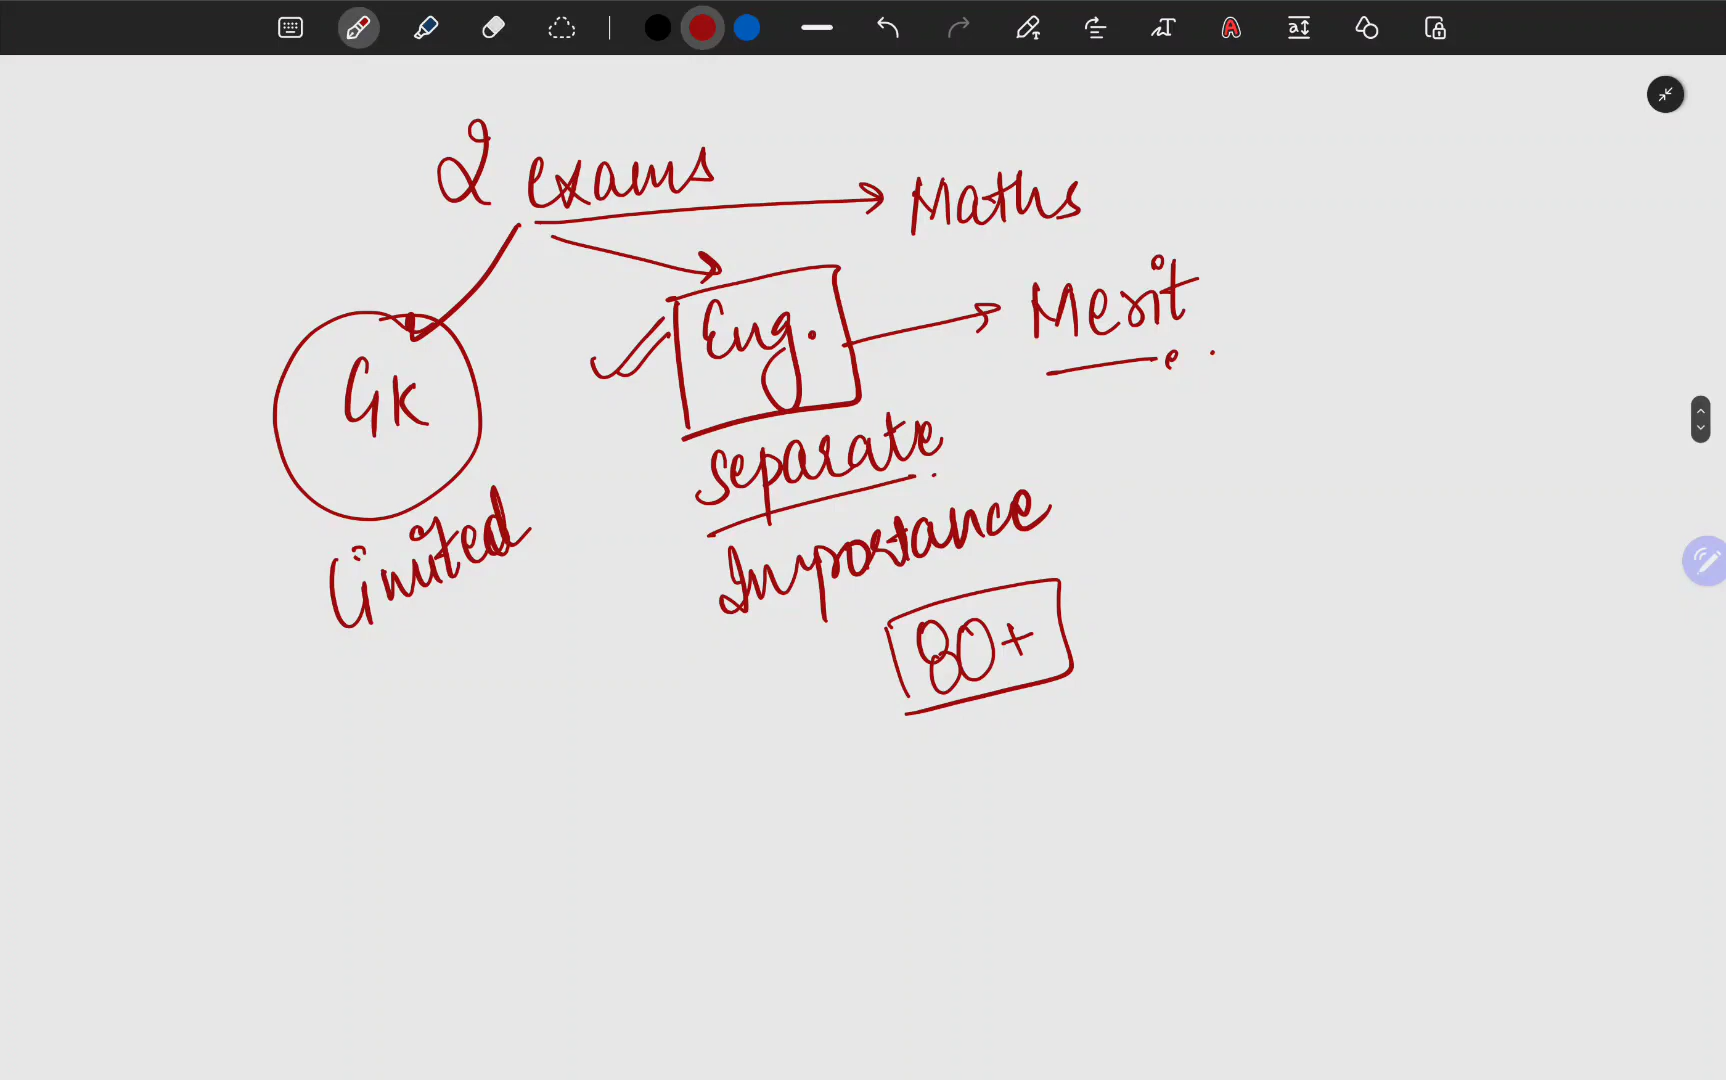 2 exams
Maths
Merit
Eng.
GK
separate
Importance
limited
80+